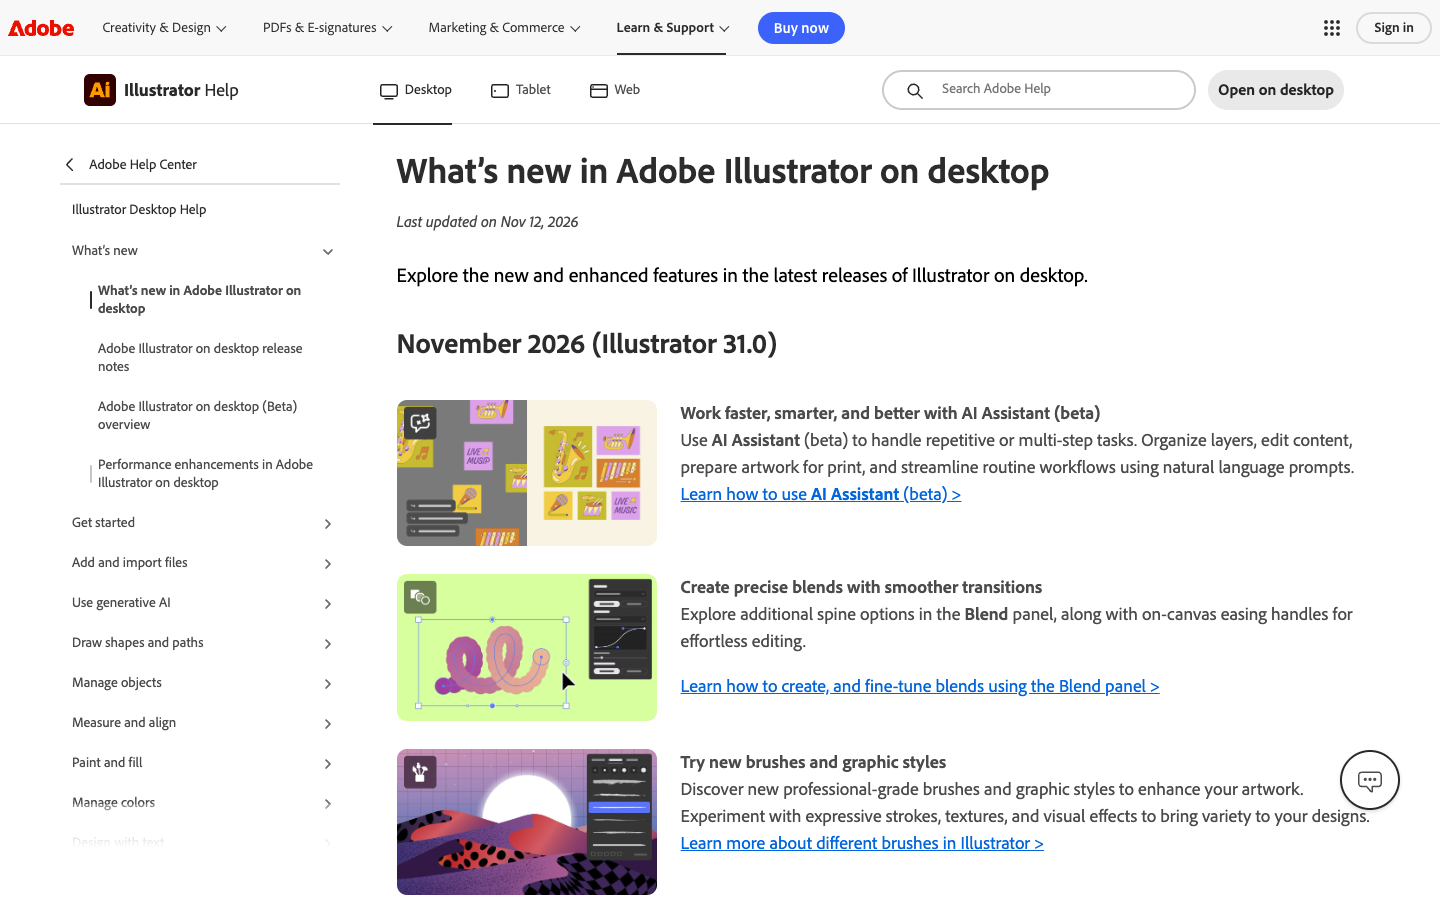 Adobe
Creativity & Design
PDFs & E-signatures
Marketing & Commerce
Learn & Support
Buy now
Sign in
Ai
Illustrator Help
Desktop
Tablet
Web
Search Adobe Help
Open on desktop
Adobe Help Center
Illustrator Desktop Help
What's new
What's new in Adobe Illustrator on
desktop
Adobe Illustrator on desktop release
notes
Adobe Illustrator on desktop (Beta)
overview
Performance enhancements in Adobe
Illustrator on desktop
Get started
Add and import files
Use generative AI
Draw shapes and paths
Manage objects
Measure and align
Paint and fill
Manage colors
Design with text
What’s new in Adobe Illustrator on desktop
Last updated on Nov 12, 2026
Explore the new and enhanced features in the latest releases of Illustrator on desktop.
November 2026 (Illustrator 31.0)
LIVE
MUSIC
Work faster, smarter, and better with AI Assistant (beta)
Use AI Assistant (beta) to handle repetitive or multi-step tasks. Organize layers, edit content,
prepare artwork for print, and streamline routine workflows using natural language prompts.
Learn how to use AI Assistant (beta) >
Create precise blends with smoother transitions
Explore additional spine options in the Blend panel, along with on-canvas easing handles for
effortless editing.
Learn how to create, and fine-tune blends using the Blend panel >
Try new brushes and graphic styles
Discover new professional-grade brushes and graphic styles to enhance your artwork.
Experiment with expressive strokes, textures, and visual effects to bring variety to your designs.
Learn more about different brushes in Illustrator >